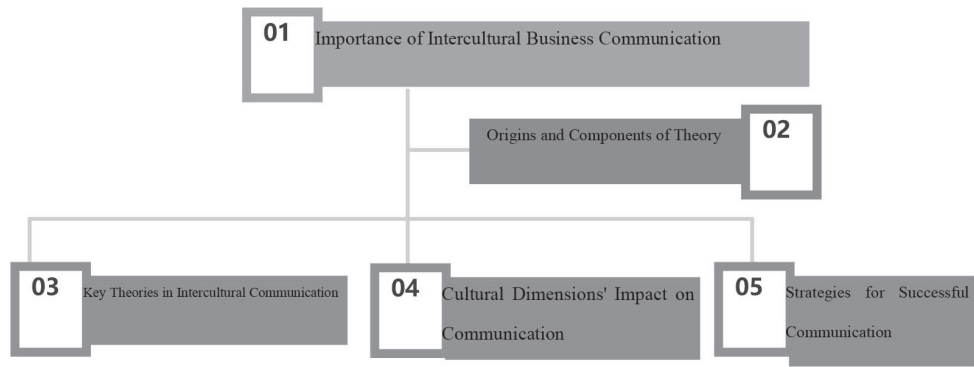 01
Importance of Intercultural Business Communication
Origins and Components of Theory
02
03
Key Theories in Intercultural Communication
04
Cultural Dimensions' Impact on
Communication
05
Strategies for Successful
Communication